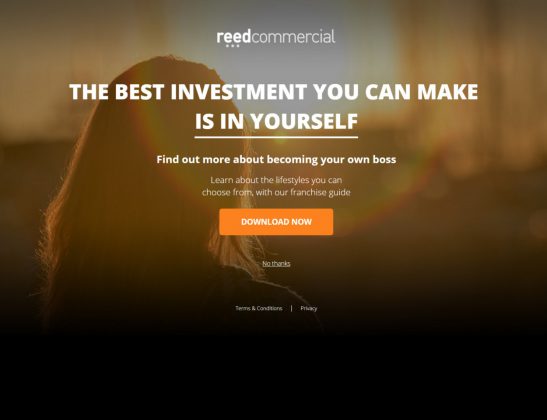 reedcommercial
THE BEST INVESTMENT YOU CAN MAKE
IS IN YOURSELF
Find out more about becoming your own boss
Learn about the lifestyles you can
choose from, with our franchise guide
DOWNLOAD NOW
No thanks
Terms & Conditions | Privacy